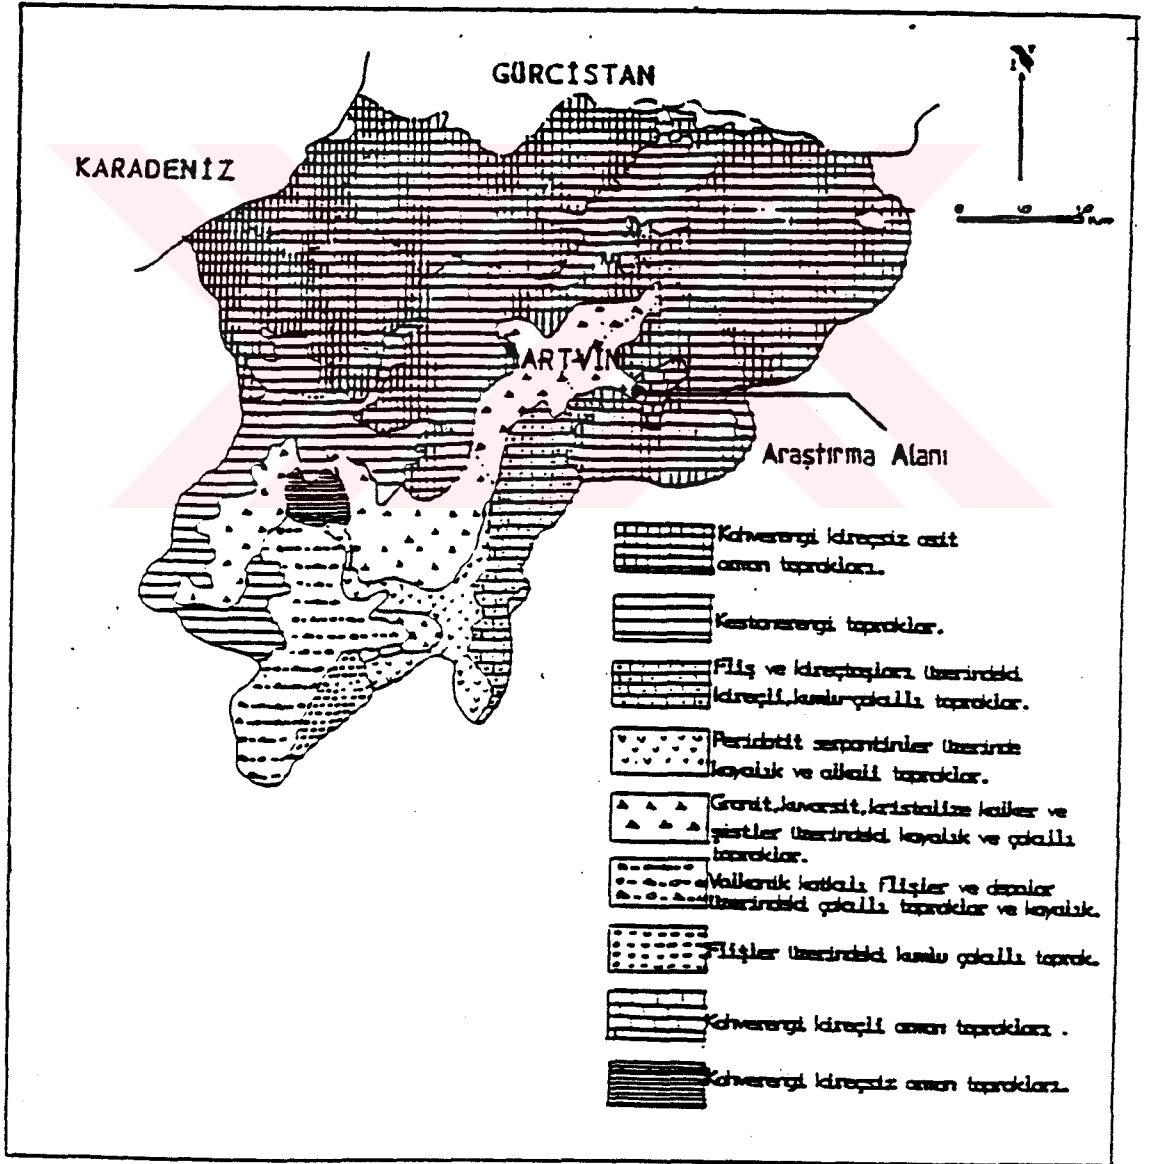 GÜRCİSTAN
N
KARADENİZ
ARTVİN
Araştırma Alanı
Kahverengi kireçsiz asit
orman toprakları.
Kestanerengi topraklar.
Fliş ve kireçtaşları üzerindeki
kireçli,kumlu-çakıllı topraklar.
Peridotit serpantinler üzerinde
kayalık ve alkali topraklar.
Granit,kuvarsit,kristalize kalker ve
şistler üzerindeki kayalık ve çakıllı
topraklar.
Volkanik katkılı flişler ve depolar
üzerindeki çakıllı topraklar ve kayalık.
Flişler üzerindeki kumlu çakıllı toprak.
Kahverengi kireçli orman toprakları .
Kahverengi kireçsiz orman toprakları.